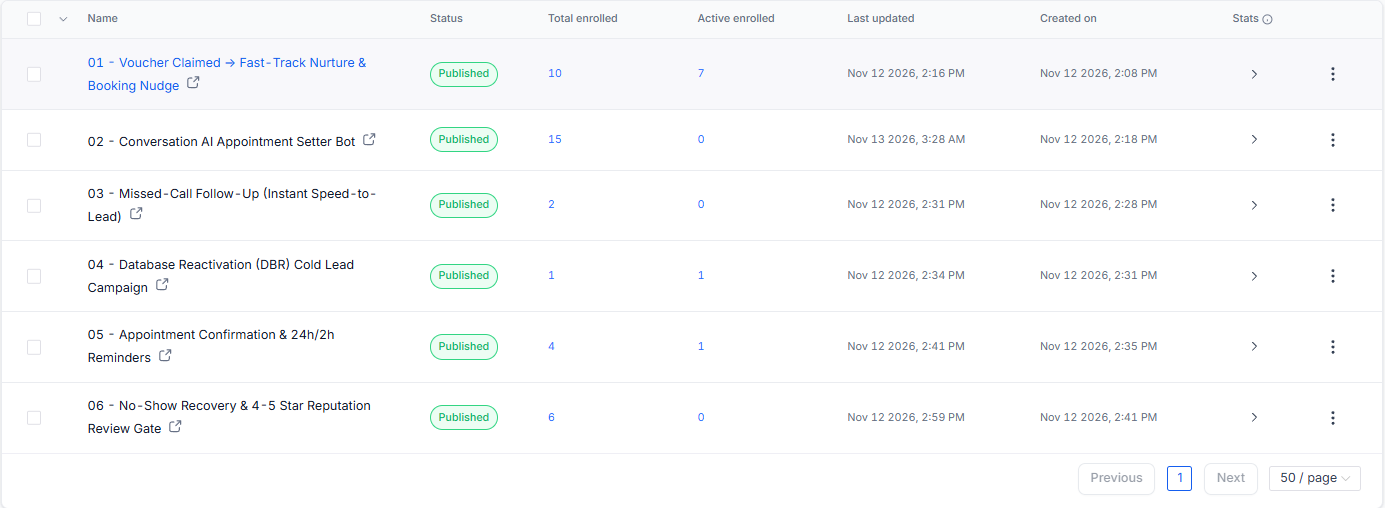 Name Status Total enrolled Active enrolled Last updated Created on Stats
01 - Voucher Claimed → Fast-Track Nurture &
Booking Nudge
Published 10 7 Nov 12 2026, 2:16 PM Nov 12 2026, 2:08 PM
02 - Conversation AI Appointment Setter Bot Published 15 0 Nov 13 2026, 3:28 AM Nov 12 2026, 2:18 PM
03 - Missed-Call Follow-Up (Instant Speed-to-
Lead)
Published 2 0 Nov 12 2026, 2:31 PM Nov 12 2026, 2:28 PM
04 - Database Reactivation (DBR) Cold Lead
Campaign
Published 1 1 Nov 12 2026, 2:34 PM Nov 12 2026, 2:31 PM
05 - Appointment Confirmation & 24h/2h
Reminders
Published 4 1 Nov 12 2026, 2:41 PM Nov 12 2026, 2:35 PM
06 - No-Show Recovery & 4-5 Star Reputation
Review Gate
Published 6 0 Nov 12 2026, 2:59 PM Nov 12 2026, 2:41 PM
Previous 1 Next 50 / page